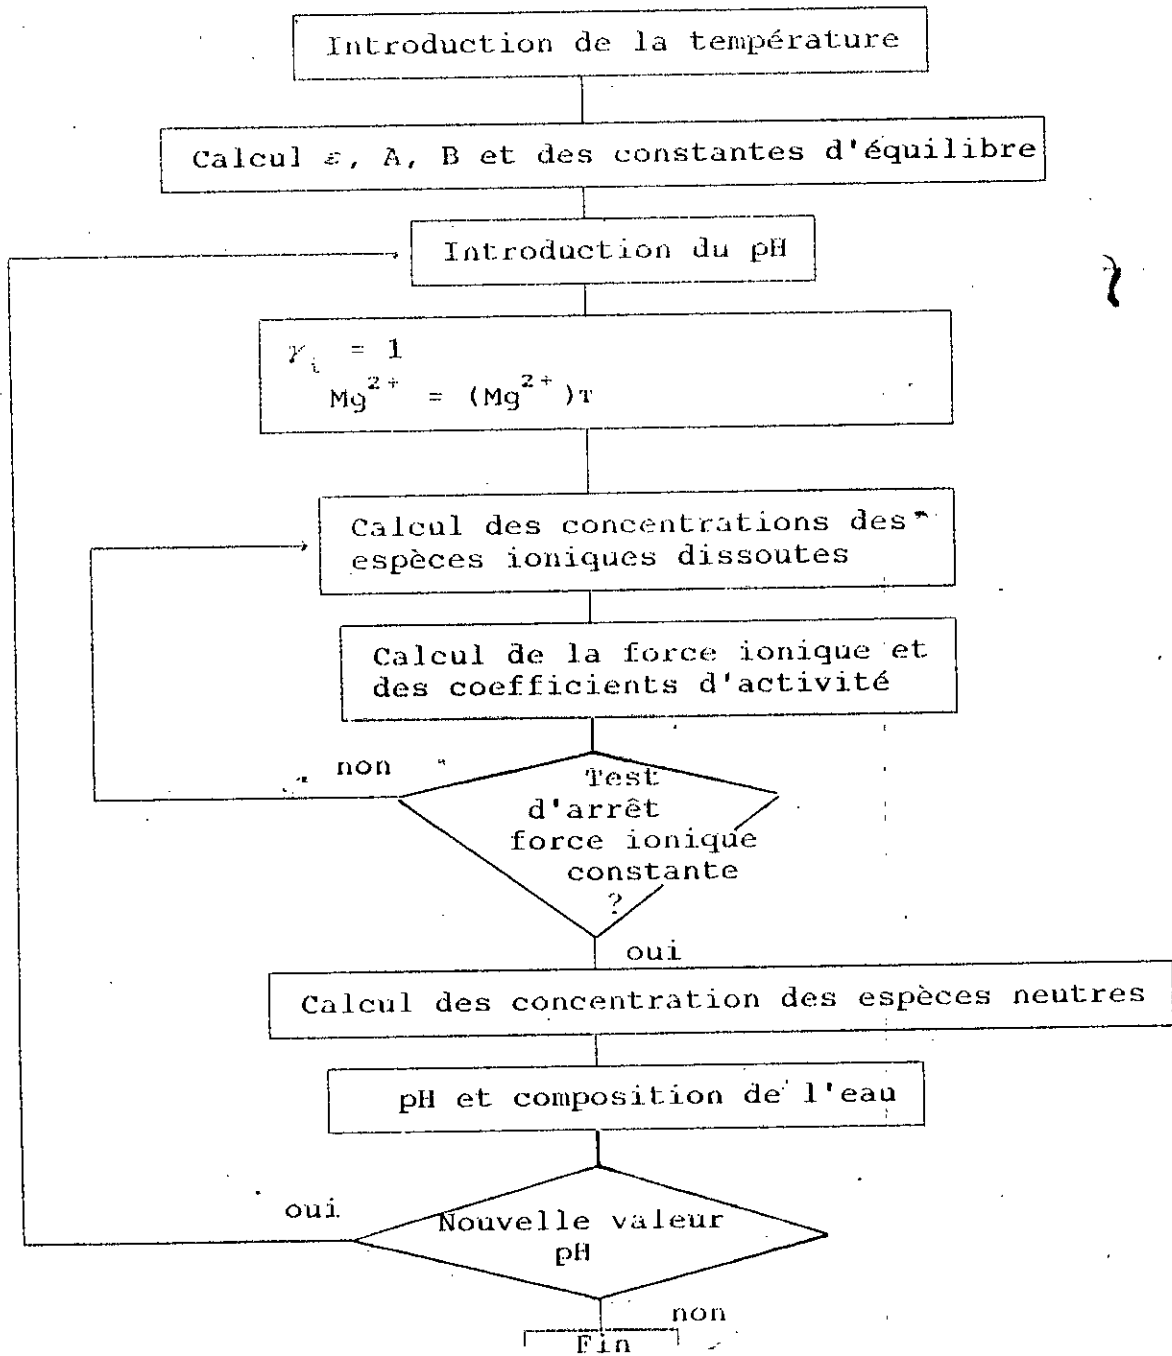 Introduction de la température
Calcul ε, A, B et des constantes d'équilibre
Introduction du pH
γi = 1
Mg2+ = (Mg2+)T
Calcul des concentrations des
espèces ioniques dissoutes
Calcul de la force ionique et
des coefficients d'activité
non
Test
d'arrêt
force ionique
constante
?
oui
Calcul des concentration des espèces neutres
pH et composition de l'eau
oui
Nouvelle valeur
pH
non
Fin